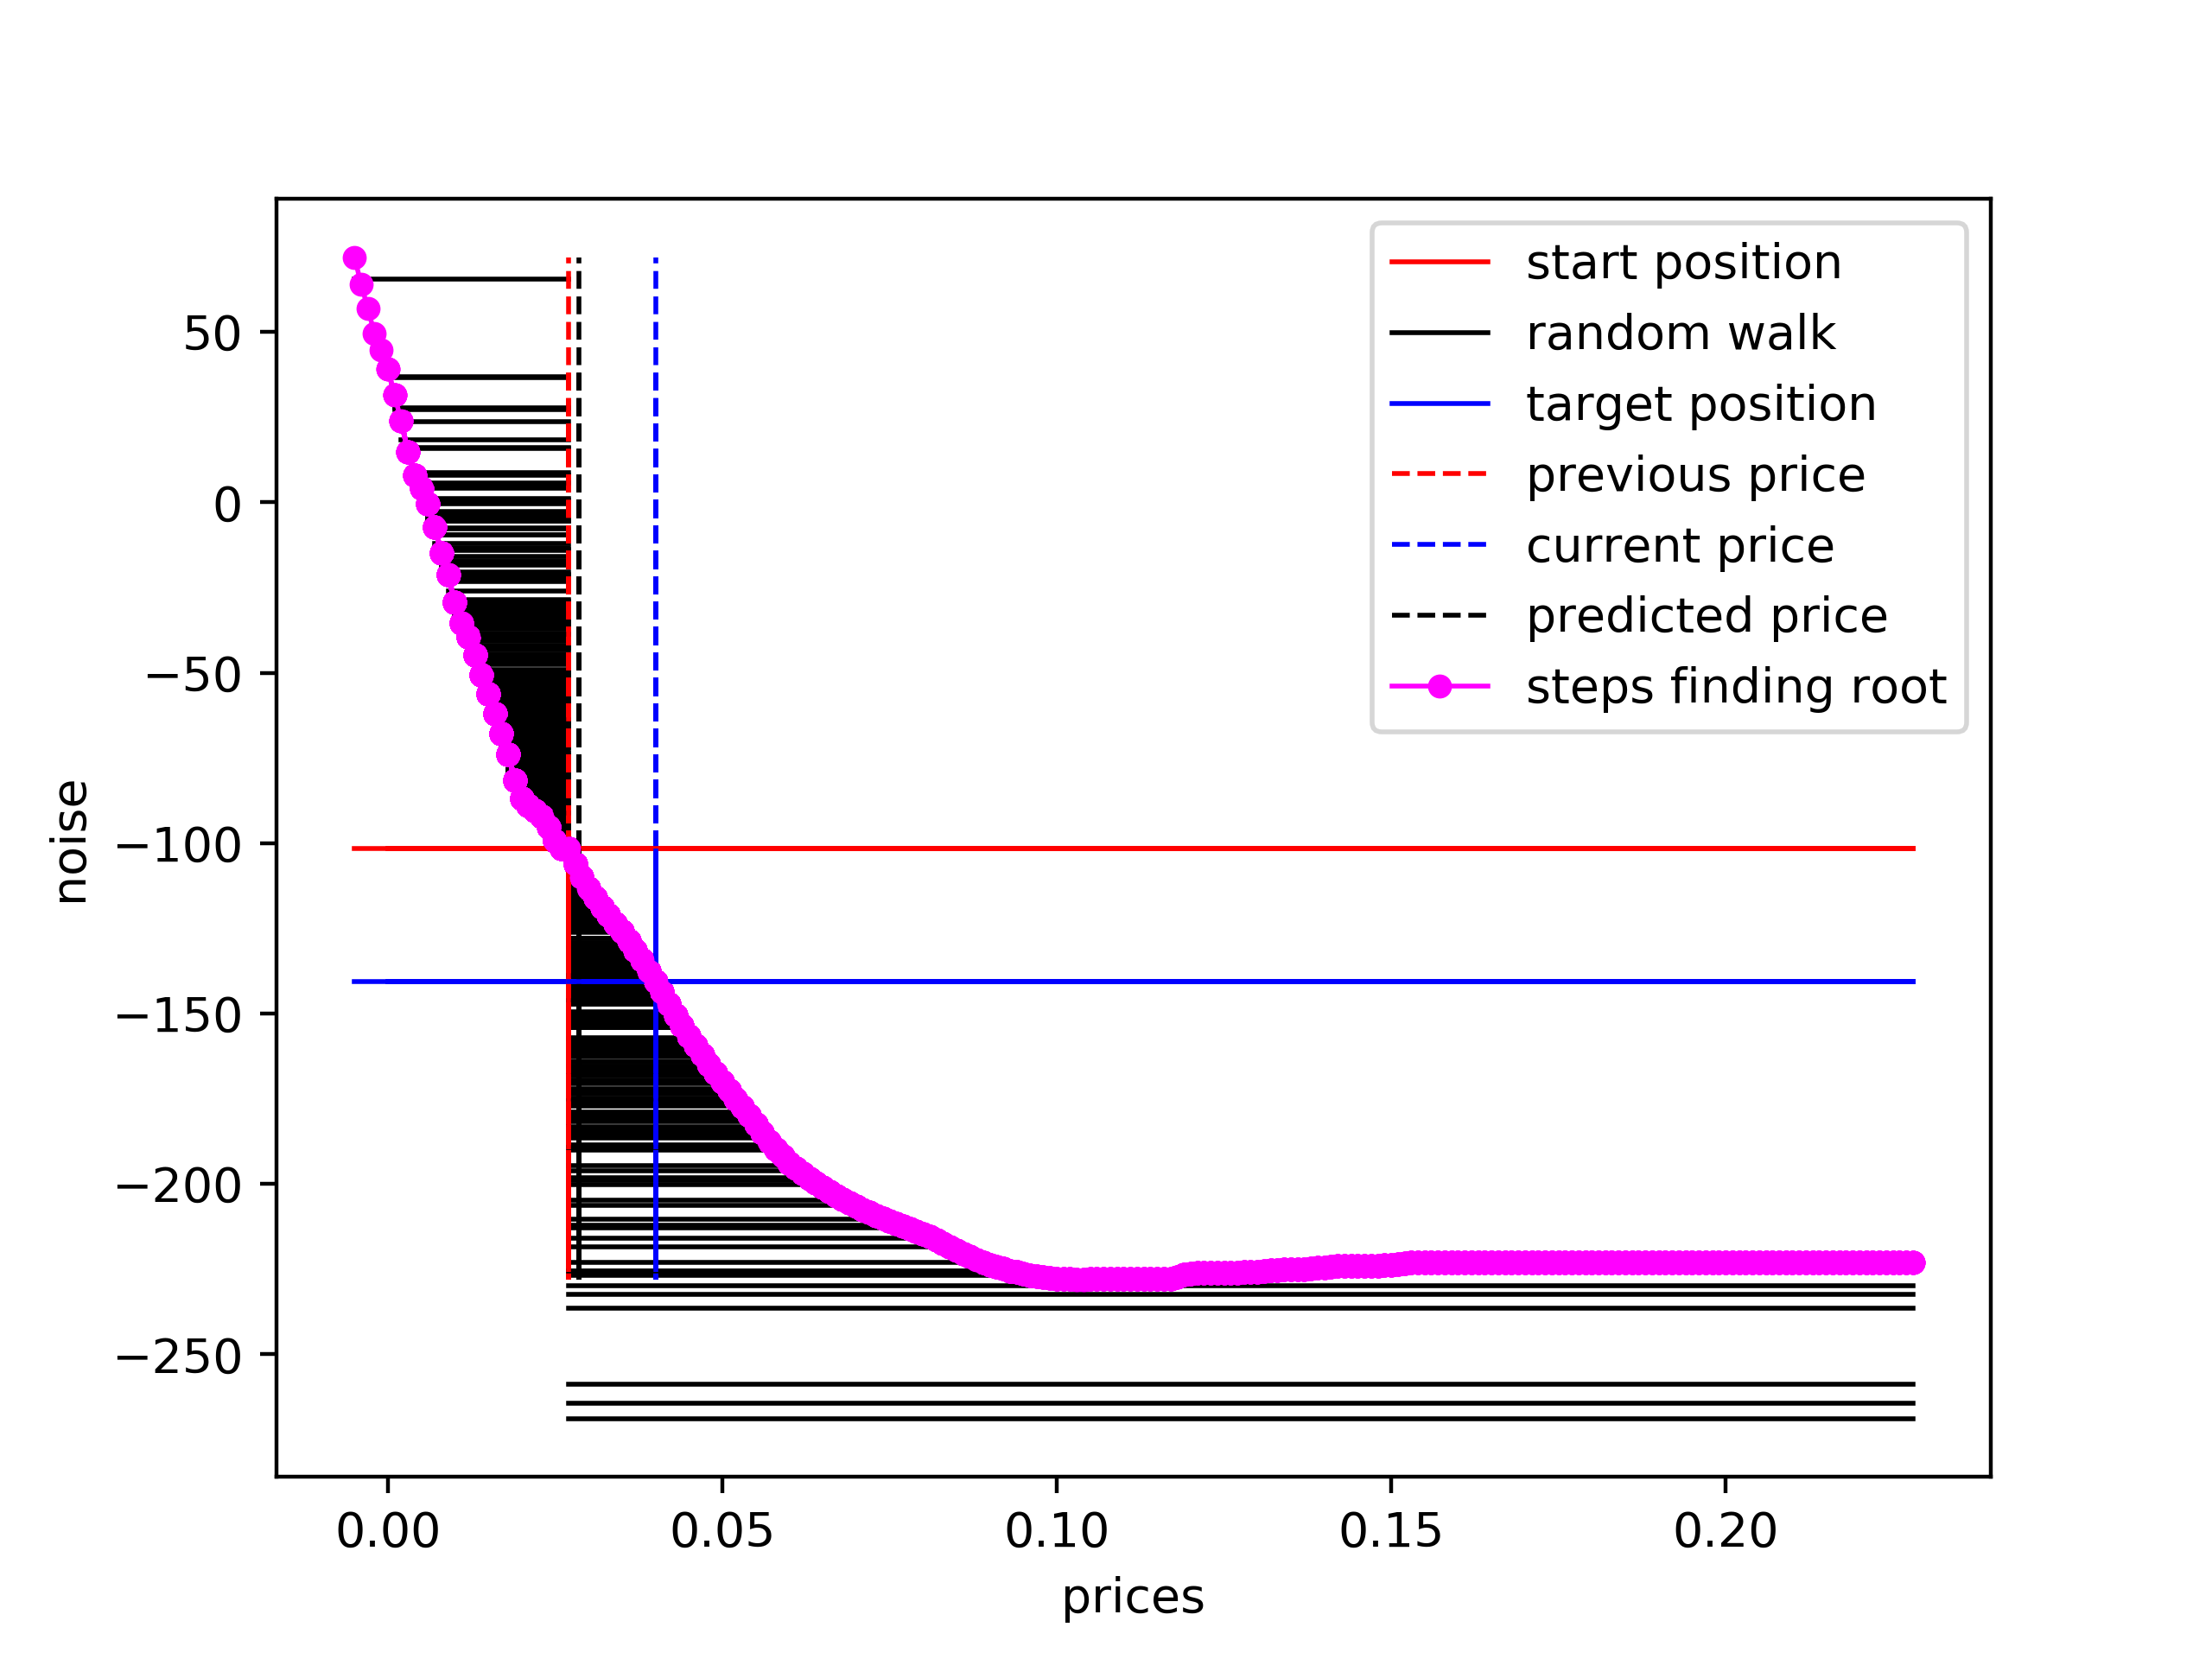 start position
random walk
target position
previous price
current price
predicted price
steps finding root
50
0
−50
−100
−150
−200
−250
noise
0.00 0.05 0.10 0.15 0.20
prices